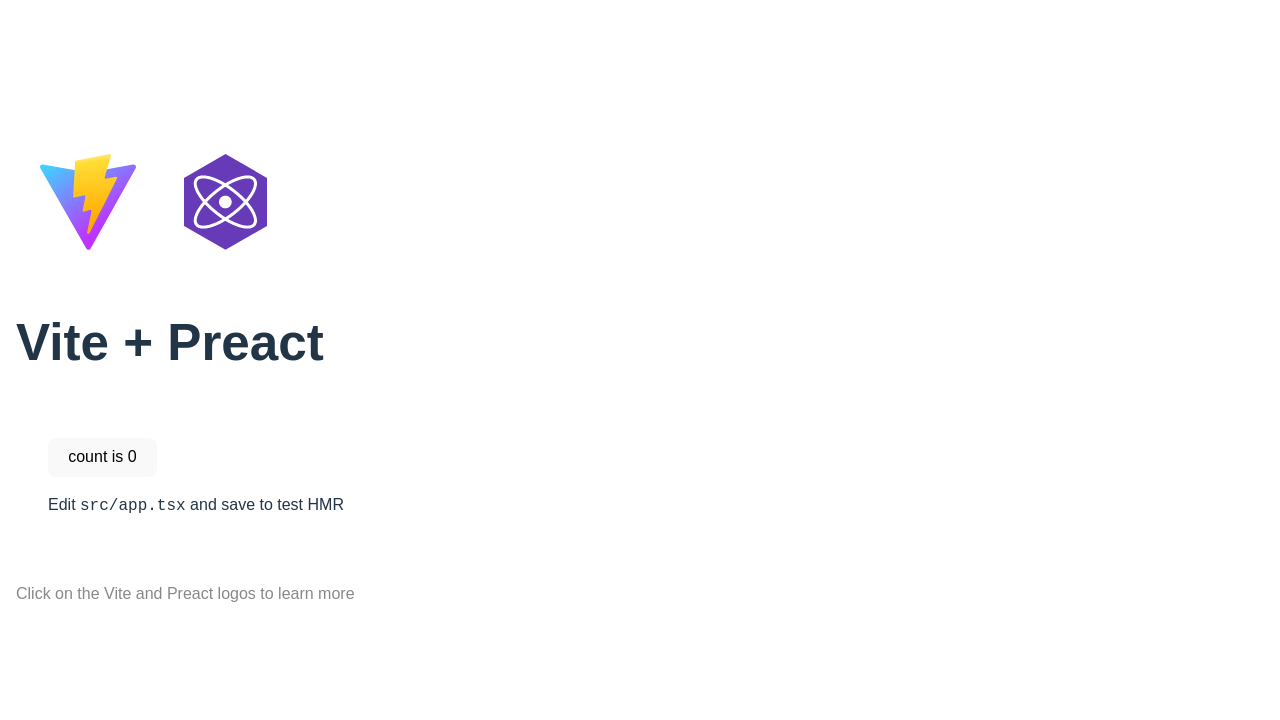 Vite + Preact
count is 0
Edit src/app.tsx and save to test HMR
Click on the Vite and Preact logos to learn more